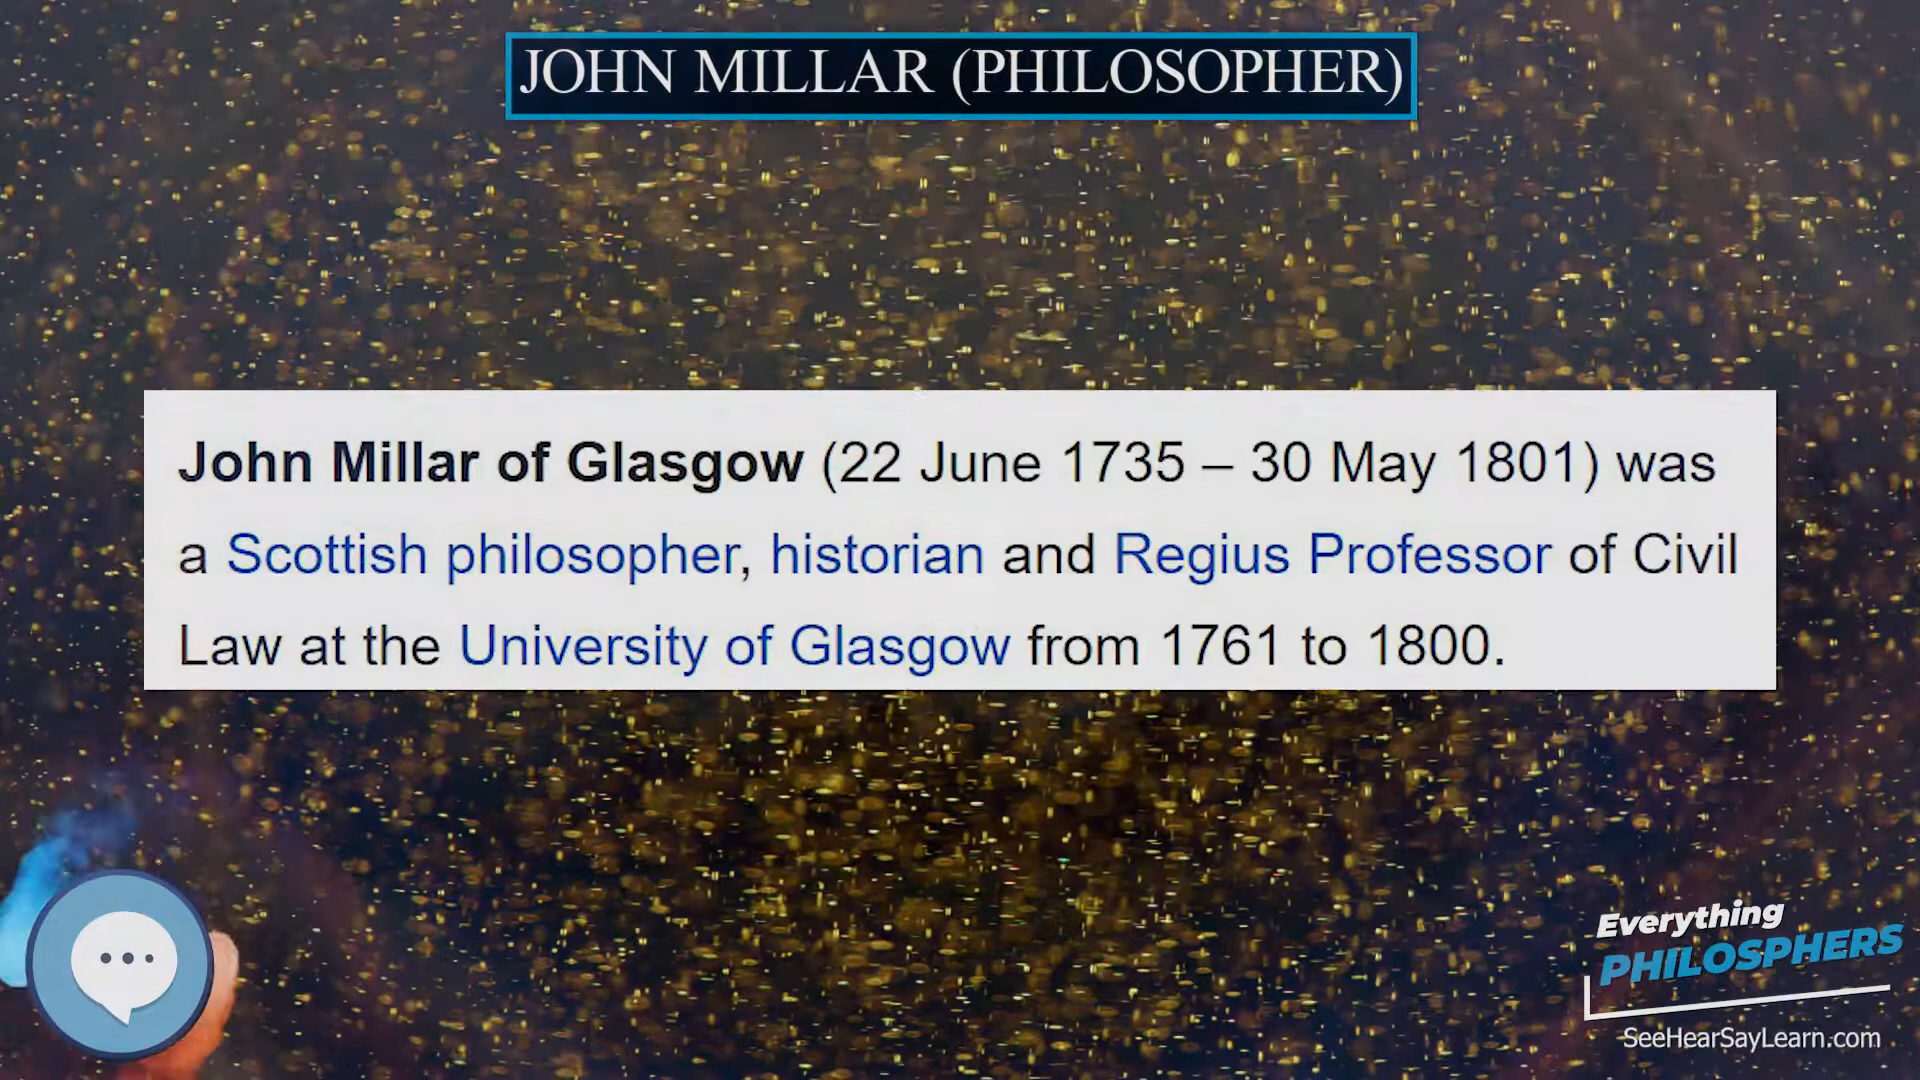 JOHN MILLAR (PHILOSOPHER)
John Millar of Glasgow (22 June 1735 – 30 May 1801) was
a Scottish philosopher, historian and Regius Professor of Civil
Law at the University of Glasgow from 1761 to 1800.
Everything
PHILOSPHERS
SeeHearSayLearn.com